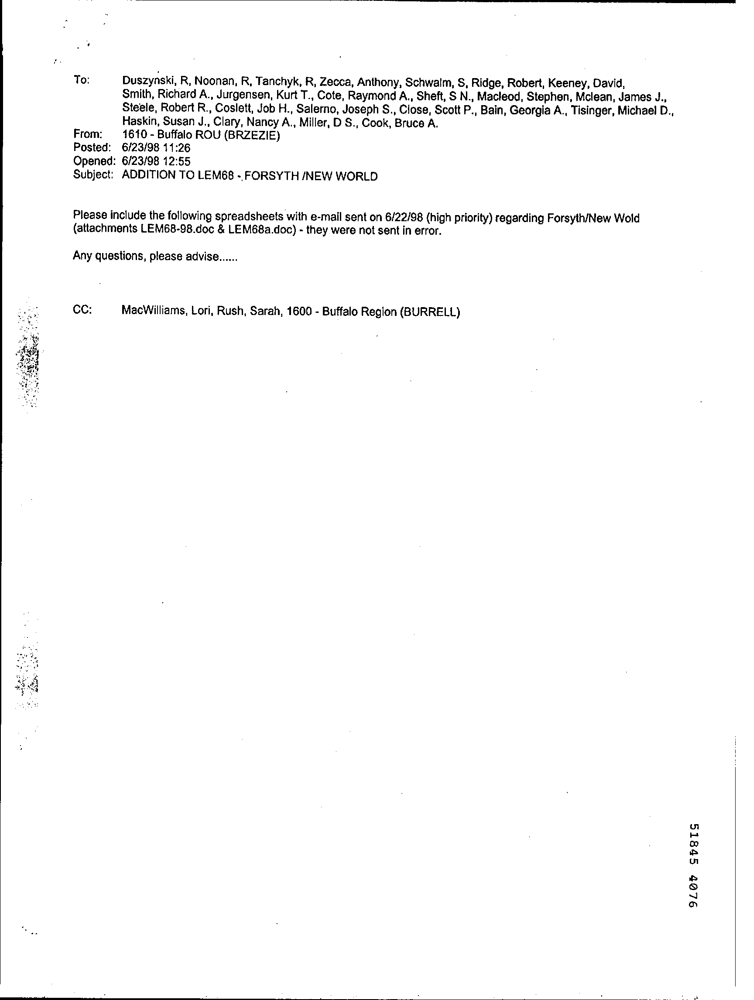 To: Duszynski, R, Noonan, R, Tanchyk, R, Zecca, Anthony, Schwalm, S, Ridge, Robert, Keeney, David,
Smith, Richard A., Jurgensen, Kurt T., Cote, Raymond A., Sheft, S N., Macleod, Stephen, Mclean, James J.,
Steele, Robert R., Coslett, Job H., Salerno, Joseph S., Close, Scott P., Bain, Georgia A., Tisinger, Michael D.,
Haskin, Susan J., Clary, Nancy A., Miller, D S., Cook, Bruce A.
From: 1610 - Buffalo ROU (BRZEZIE)
Posted: 6/23/98 11:26
Opened: 6/23/98 12:55
Subject: ADDITION TO LEM68 - FORSYTH /NEW WORLD
Please include the following spreadsheets with e-mail sent on 6/22/98 (high priority) regarding Forsyth/New Wold
(attachments LEM68-98.doc & LEM68a.doc) - they were not sent in error.
Any questions, please advise......
CC: MacWilliams, Lori, Rush, Sarah, 1600 - Buffalo Region (BURRELL)
51845 4076